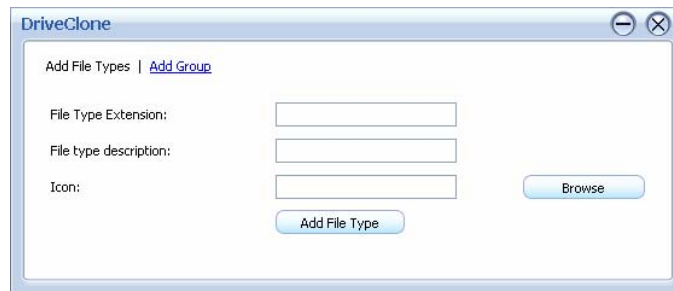 DriveClone
Add File Types | Add Group
File Type Extension:
File type description:
Icon:
Browse
Add File Type